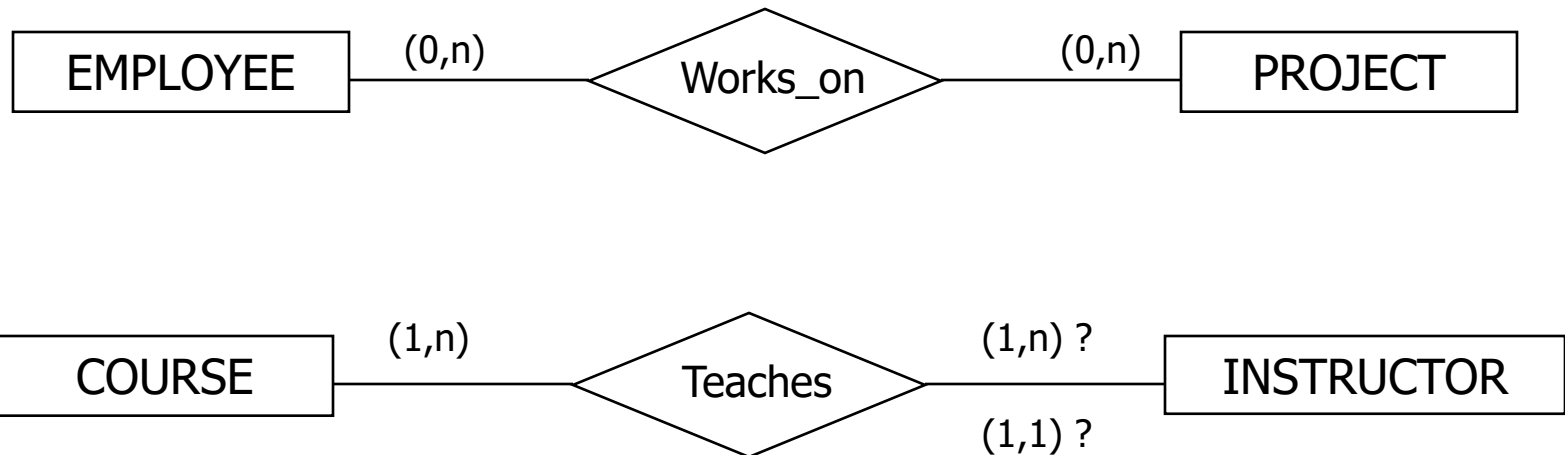 EMPLOYEE (0,n) Works_on (0,n) PROJECT
COURSE (1,n) Teaches (1,n) ? INSTRUCTOR
(1,1) ?